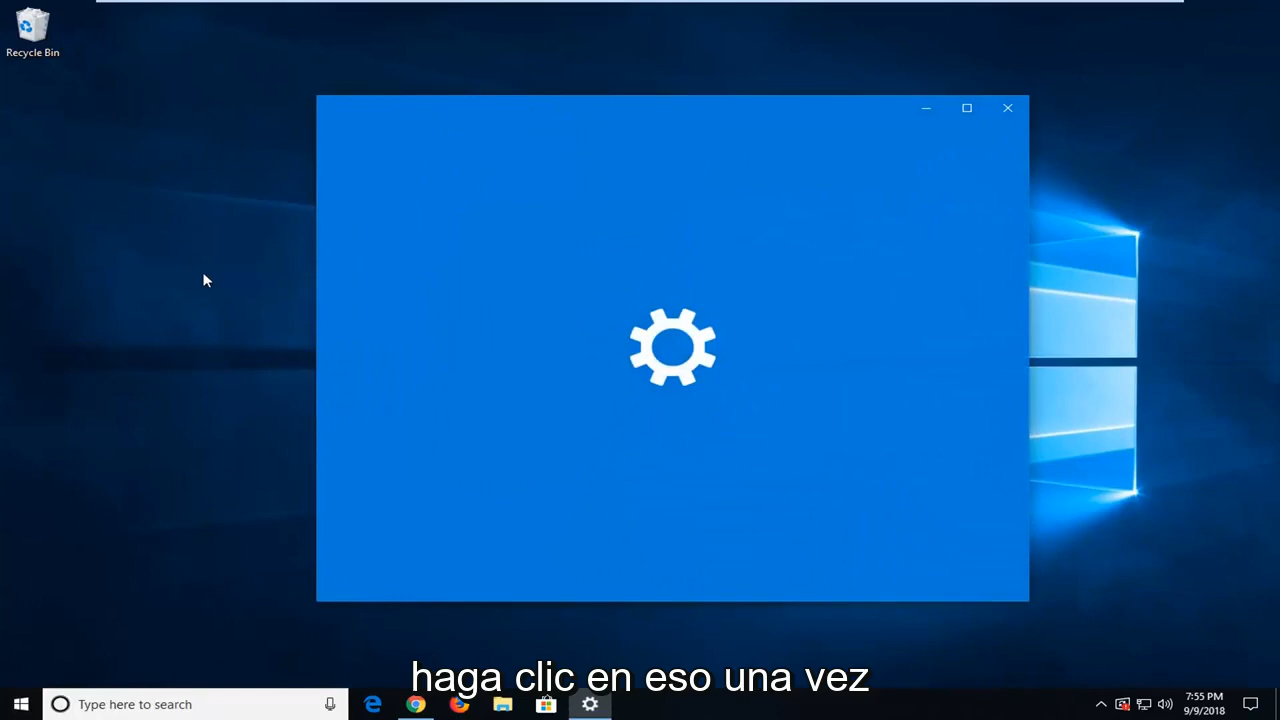 Recycle Bin
haga clic en eso una vez
Type here to search
7:55 PM
9/9/2018